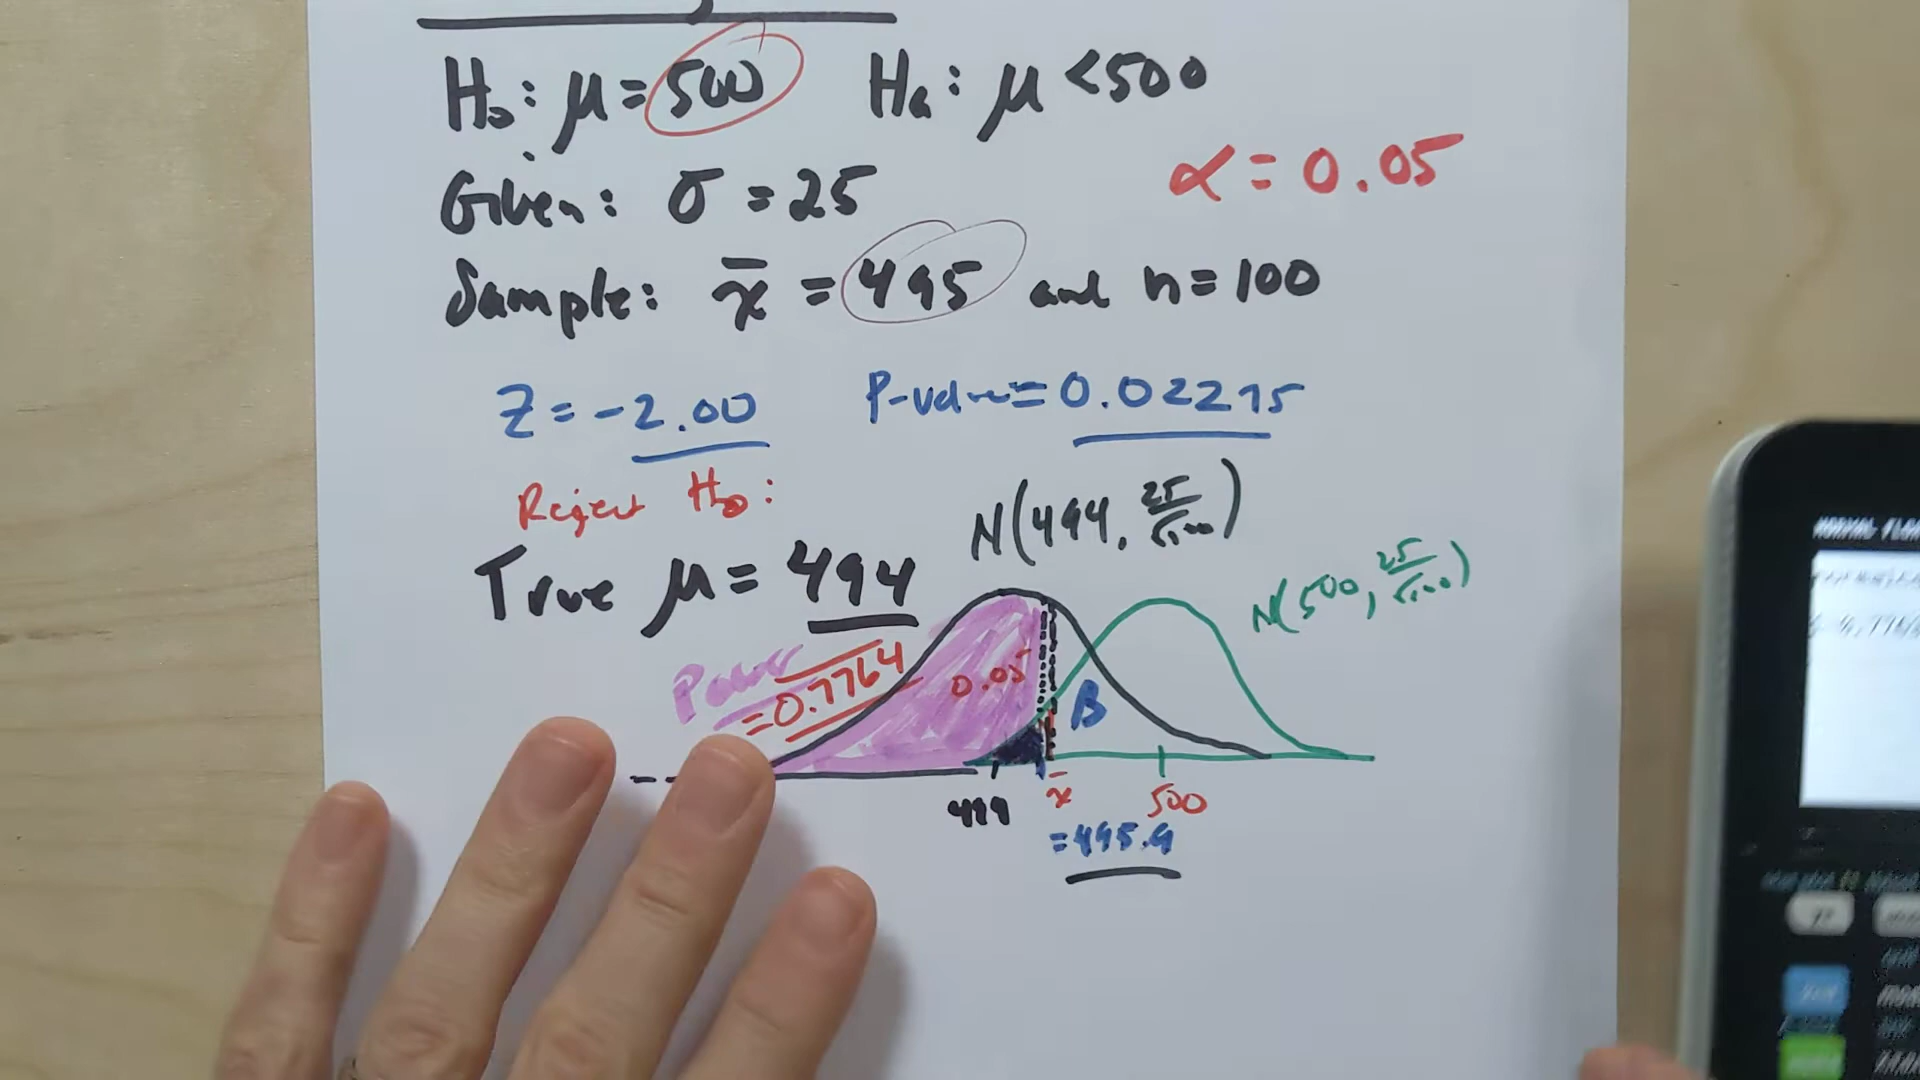 H₀: μ = 500 Ha: μ < 500
α = 0.05
Given: σ = 25
Sample: x̄ = 495 and n = 100
Z = -2.00 P-value = 0.02275
Reject H₀:
N(494, 25/√100)
True μ = 494
N(500, 25/√100)
Power
= 0.7764
0.05
β
494 x̄ 500
= 495.9